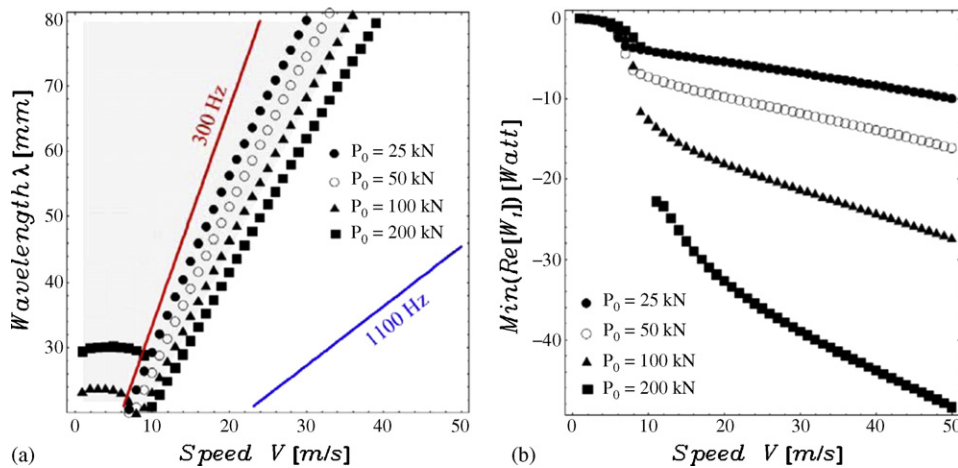 80
70
60
50
40
30
Wavelength λ [mm]
300 Hz
1100 Hz
P₀ = 25 kN
P₀ = 50 kN
P₀ = 100 kN
P₀ = 200 kN
0 10 20 30 40 50
Speed V [m/s]
(a)
0
−10
−20
−30
−40
Min(Re[W₁])[Watt]
P₀ = 25 kN
P₀ = 50 kN
P₀ = 100 kN
P₀ = 200 kN
0 10 20 30 40 50
Speed V [m/s]
(b)